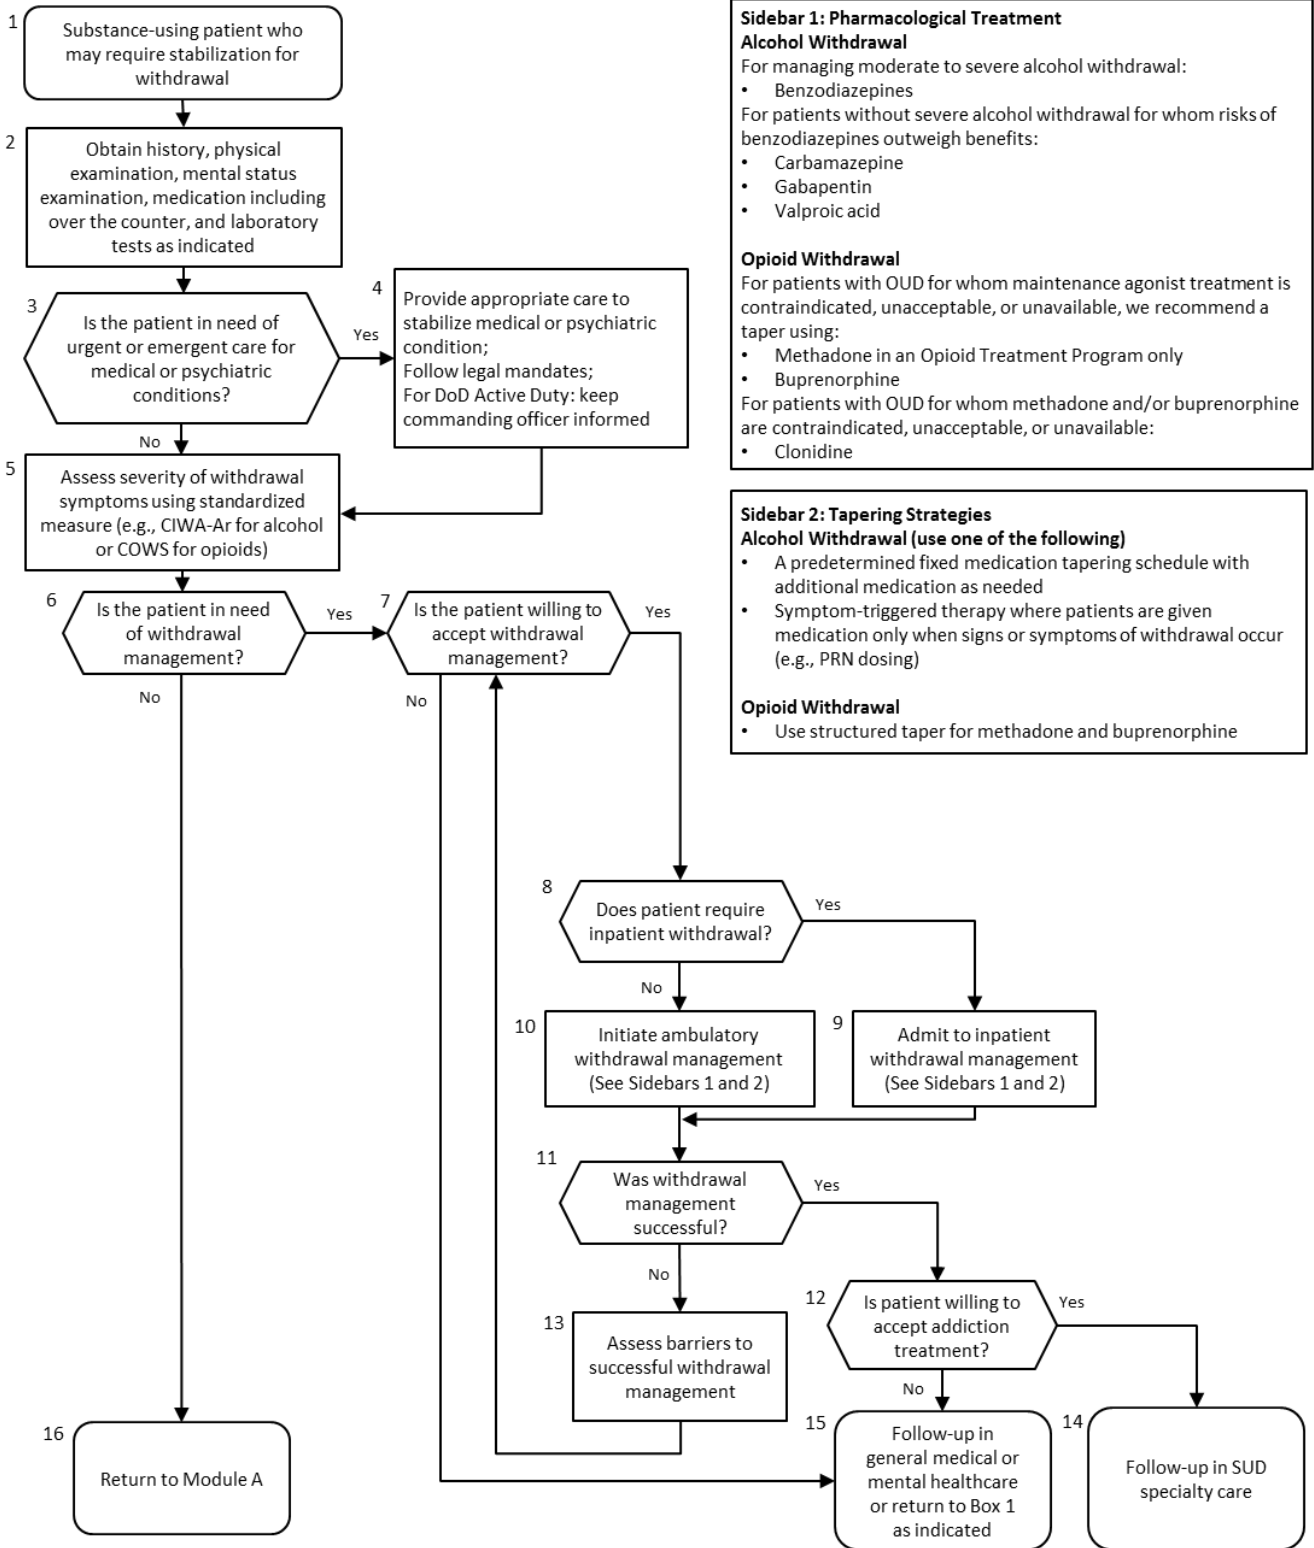 1
Substance-using patient who
may require stabilization for
withdrawal
2
Obtain history, physical
examination, mental status
examination, medication including
over the counter, and laboratory
tests as indicated
3
Is the patient in need of
urgent or emergent care for
medical or psychiatric
conditions?
Yes
No
4
Provide appropriate care to
stabilize medical or psychiatric
condition;
Follow legal mandates;
For DoD Active Duty: keep
commanding officer informed
5
Assess severity of withdrawal
symptoms using standardized
measure (e.g., CIWA-Ar for alcohol
or COWS for opioids)
6
Is the patient in need
of withdrawal
management?
Yes
No
7
Is the patient willing to
accept withdrawal
management?
Yes
No
8
Does patient require
inpatient withdrawal?
Yes
No
10
Initiate ambulatory
withdrawal management
(See Sidebars 1 and 2)
9
Admit to inpatient
withdrawal management
(See Sidebars 1 and 2)
11
Was withdrawal
management
successful?
Yes
No
12
Is patient willing to
accept addiction
treatment?
Yes
No
13
Assess barriers to
successful withdrawal
management
16
Return to Module A
15
Follow-up in
general medical or
mental healthcare
or return to Box 1
as indicated
14
Follow-up in SUD
specialty care
Sidebar 1: Pharmacological Treatment
Alcohol Withdrawal
For managing moderate to severe alcohol withdrawal:
• Benzodiazepines
For patients without severe alcohol withdrawal for whom risks of
benzodiazepines outweigh benefits:
• Carbamazepine
• Gabapentin
• Valproic acid
Opioid Withdrawal
For patients with OUD for whom maintenance agonist treatment is
contraindicated, unacceptable, or unavailable, we recommend a
taper using:
• Methadone in an Opioid Treatment Program only
• Buprenorphine
For patients with OUD for whom methadone and/or buprenorphine
are contraindicated, unacceptable, or unavailable:
• Clonidine
Sidebar 2: Tapering Strategies
Alcohol Withdrawal (use one of the following)
• A predetermined fixed medication tapering schedule with
additional medication as needed
• Symptom-triggered therapy where patients are given
medication only when signs or symptoms of withdrawal occur
(e.g., PRN dosing)
Opioid Withdrawal
• Use structured taper for methadone and buprenorphine